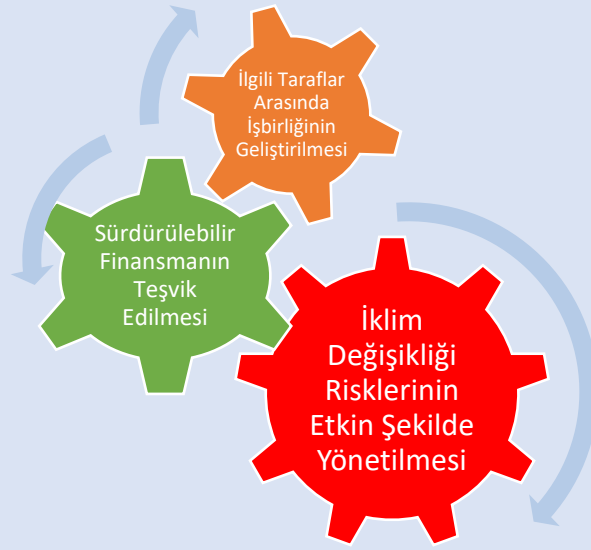 İlgili Taraflar
Arasında
İşbirliğinin
Geliştirilmesi
Sürdürülebilir
Finansmanın
Teşvik
Edilmesi
İklim
Değişikliği
Risklerinin
Etkin Şekilde
Yönetilmesi